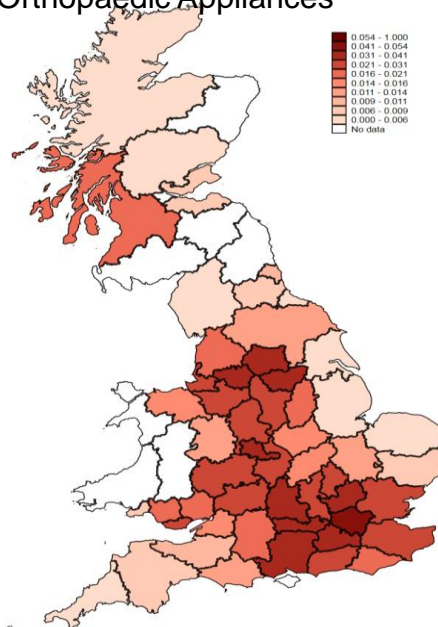 Orthopaedic Appliances
0.054 - 1.000
0.041 - 0.054
0.031 - 0.041
0.021 - 0.031
0.016 - 0.021
0.014 - 0.016
0.011 - 0.014
0.009 - 0.011
0.006 - 0.009
0.000 - 0.006
No data